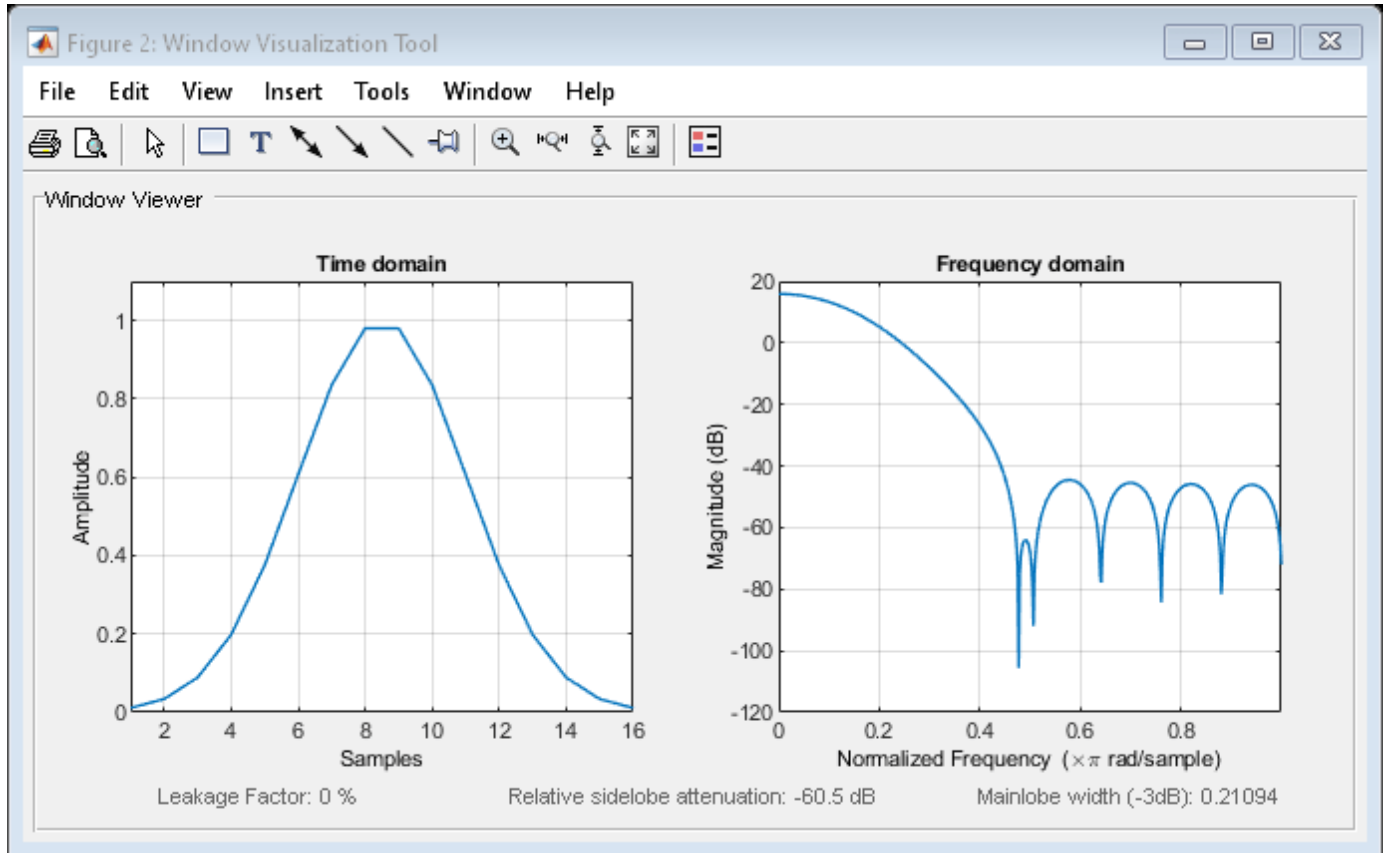 Figure 2: Window Visualization Tool
File Edit View Insert Tools Window Help
T
Window Viewer
Time domain
Amplitude
1
0.8
0.6
0.4
0.2
0
2 4 6 8 10 12 14 16
Samples
Frequency domain
Magnitude (dB)
20
0
-20
-40
-60
-80
-100
-120
0 0.2 0.4 0.6 0.8
Normalized Frequency (×π rad/sample)
Leakage Factor: 0 % Relative sidelobe attenuation: -60.5 dB Mainlobe width (-3dB): 0.21094